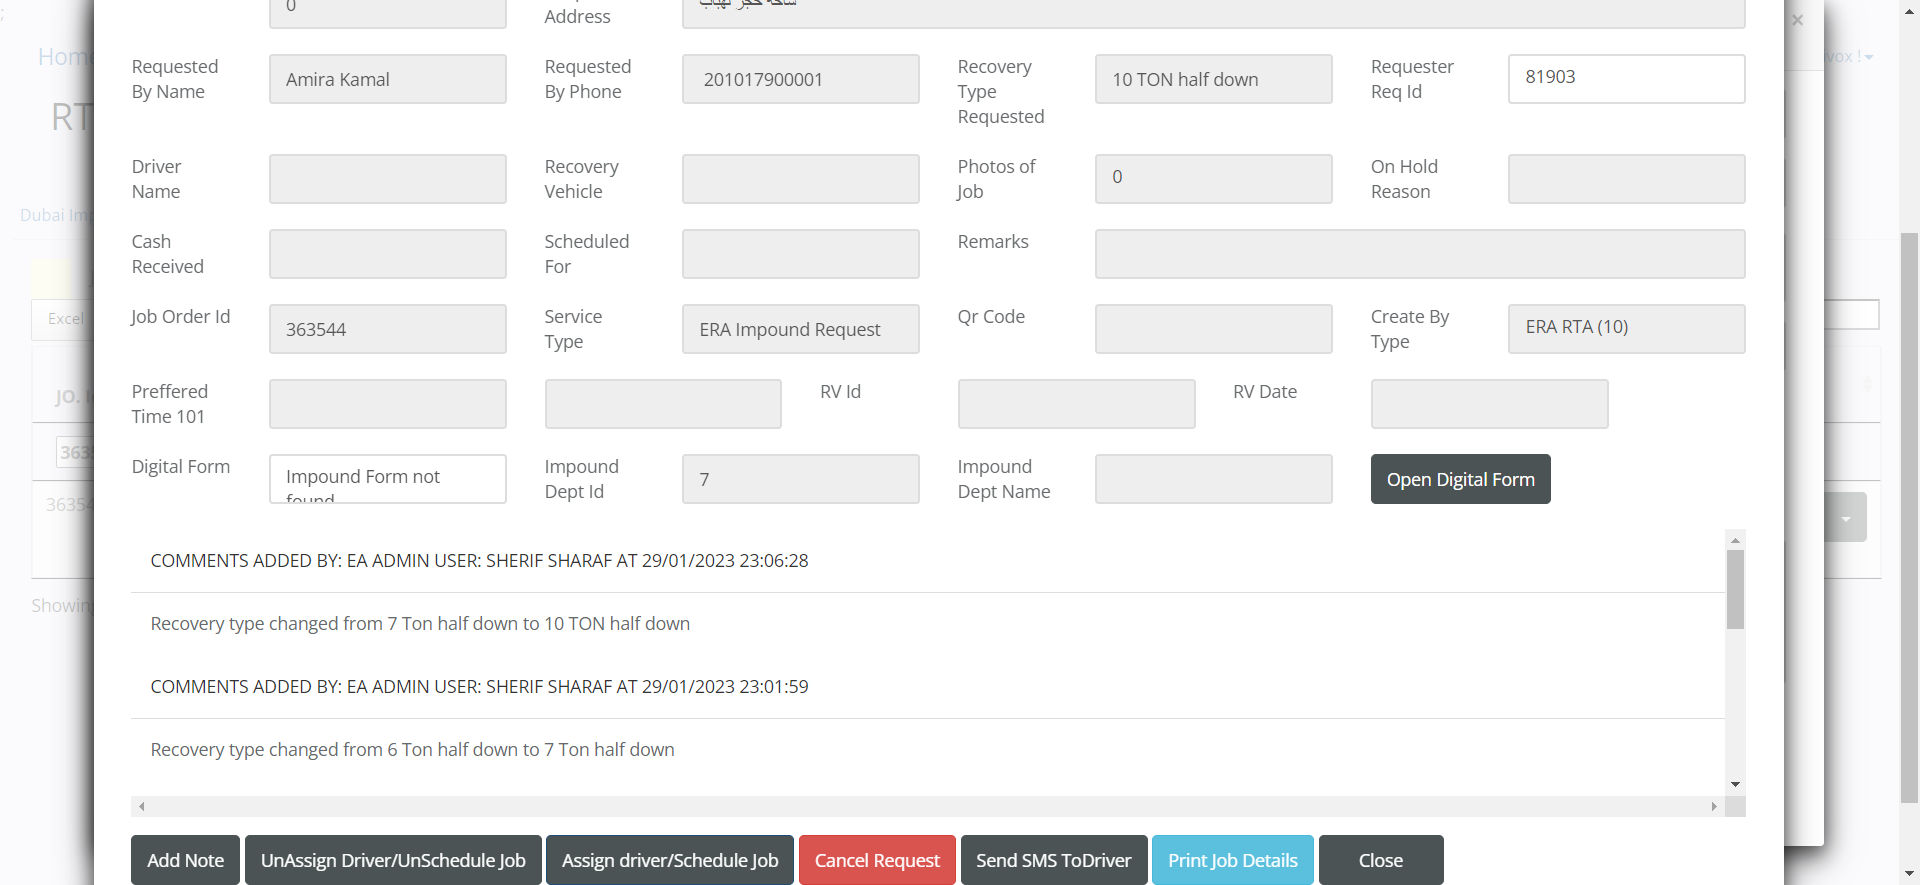 0
Address
ساحة حجز نهباب
×
;
Home
ivox !
RT
Requested By Name
Amira Kamal
Requested By Phone
201017900001
Recovery Type Requested
10 TON half down
Requester Req Id
81903
Driver Name
Recovery Vehicle
Photos of Job
0
On Hold Reason
Dubai Imp
Cash Received
Scheduled For
Remarks
Excel
Job Order Id
363544
Service Type
ERA Impound Request
Qr Code
Create By Type
ERA RTA (10)
JO. I
Preffered Time 101
RV Id
RV Date
363
Digital Form
Impound Form not found
Impound Dept Id
7
Impound Dept Name
Open Digital Form
36354
COMMENTS ADDED BY: EA ADMIN USER: SHERIF SHARAF AT 29/01/2023 23:06:28
Showin
Recovery type changed from 7 Ton half down to 10 TON half down
COMMENTS ADDED BY: EA ADMIN USER: SHERIF SHARAF AT 29/01/2023 23:01:59
Recovery type changed from 6 Ton half down to 7 Ton half down
Add Note
UnAssign Driver/UnSchedule Job
Assign driver/Schedule Job
Cancel Request
Send SMS ToDriver
Print Job Details
Close